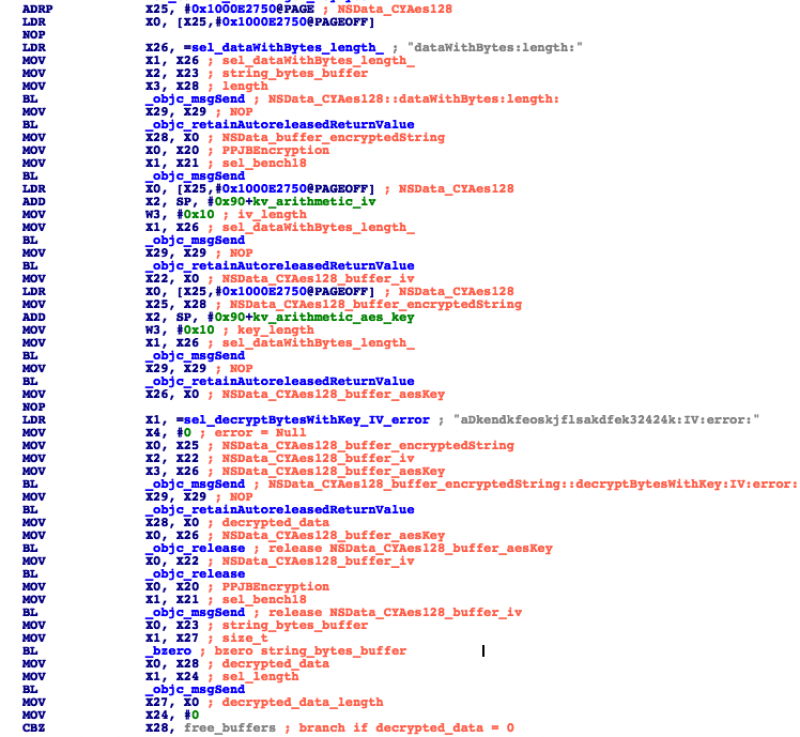 ADRP X25, #0x1000E2750@PAGE ; NSData_CYAes128
LDR X0, [X25,#0x1000E2750@PAGEOFF]
NOP
LDR X26, =sel_dataWithBytes_length_ ; "dataWithBytes:length:"
MOV X1, X26 ; sel_dataWithBytes_length_
MOV X2, X23 ; string_bytes_buffer
MOV X3, X28 ; length
BL _objc_msgSend ; NSData_CYAes128::dataWithBytes:length:
MOV X29, X29 ; NOP
BL _objc_retainAutoreleasedReturnValue
MOV X28, X0 ; NSData_buffer_encryptedString
MOV X0, X20 ; PPJBEncryption
MOV X1, X21 ; sel_bench18
BL _objc_msgSend
LDR X0, [X25,#0x1000E2750@PAGEOFF] ; NSData_CYAes128
ADD X2, SP, #0x90+kv_arithmetic_iv
MOV W3, #0x10 ; iv_length
MOV X1, X26 ; sel_dataWithBytes_length_
BL _objc_msgSend
MOV X29, X29 ; NOP
BL _objc_retainAutoreleasedReturnValue
MOV X22, X0 ; NSData_CYAes128_buffer_iv
LDR X0, [X25,#0x1000E2750@PAGEOFF] ; NSData_CYAes128
MOV X25, X28 ; NSData_CYAes128_buffer_encryptedString
ADD X2, SP, #0x90+kv_arithmetic_aes_key
MOV W3, #0x10 ; key_length
MOV X1, X26 ; sel_dataWithBytes_length_
BL _objc_msgSend
MOV X29, X29 ; NOP
BL _objc_retainAutoreleasedReturnValue
MOV X26, X0 ; NSData_CYAes128_buffer_aesKey
NOP
LDR X1, =sel_decryptBytesWithKey_IV_error ; "aDkendkfeoskjflsakdfek32424k:IV:error:"
MOV X4, #0 ; error = Null
MOV X0, X25 ; NSData_CYAes128_buffer_encryptedString
MOV X2, X22 ; NSData_CYAes128_buffer_iv
MOV X3, X26 ; NSData_CYAes128_buffer_aesKey
BL _objc_msgSend ; NSData_CYAes128_buffer_encryptedString::decryptBytesWithKey:IV:error:
MOV X29, X29 ; NOP
BL _objc_retainAutoreleasedReturnValue
MOV X28, X0 ; decrypted_data
MOV X0, X26 ; NSData_CYAes128_buffer_aesKey
BL _objc_release ; release NSData_CYAes128_buffer_aesKey
MOV X0, X22 ; NSData_CYAes128_buffer_iv
BL _objc_release
MOV X0, X20 ; PPJBEncryption
MOV X1, X21 ; sel_bench18
BL _objc_msgSend ; release NSData_CYAes128_buffer_iv
MOV X0, X23 ; string_bytes_buffer
MOV X1, X27 ; size_t
BL _bzero ; bzero string_bytes_buffer
MOV X0, X28 ; decrypted_data
MOV X1, X24 ; sel_length
BL _objc_msgSend
MOV X27, X0 ; decrypted_data_length
MOV X24, #0
CBZ X28, free_buffers ; branch if decrypted_data = 0